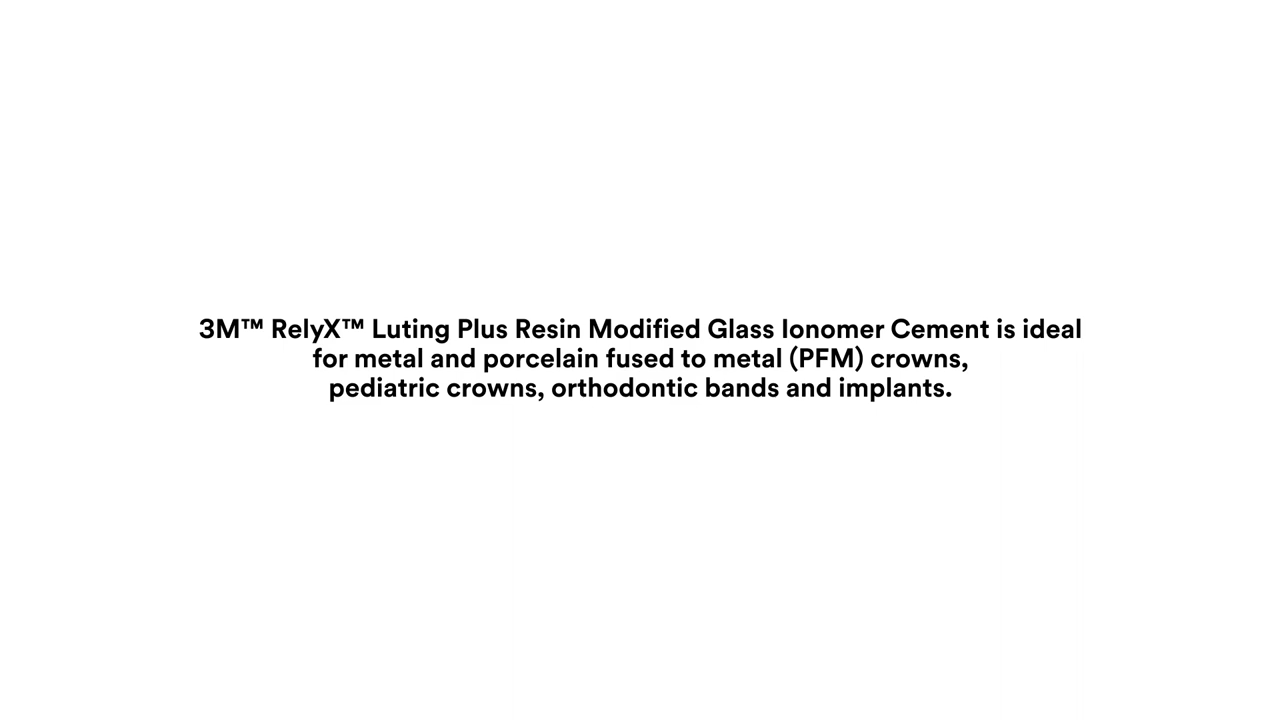 3M™ RelyX™ Luting Plus Resin Modified Glass Ionomer Cement is ideal
for metal and porcelain fused to metal (PFM) crowns,
pediatric crowns, orthodontic bands and implants.